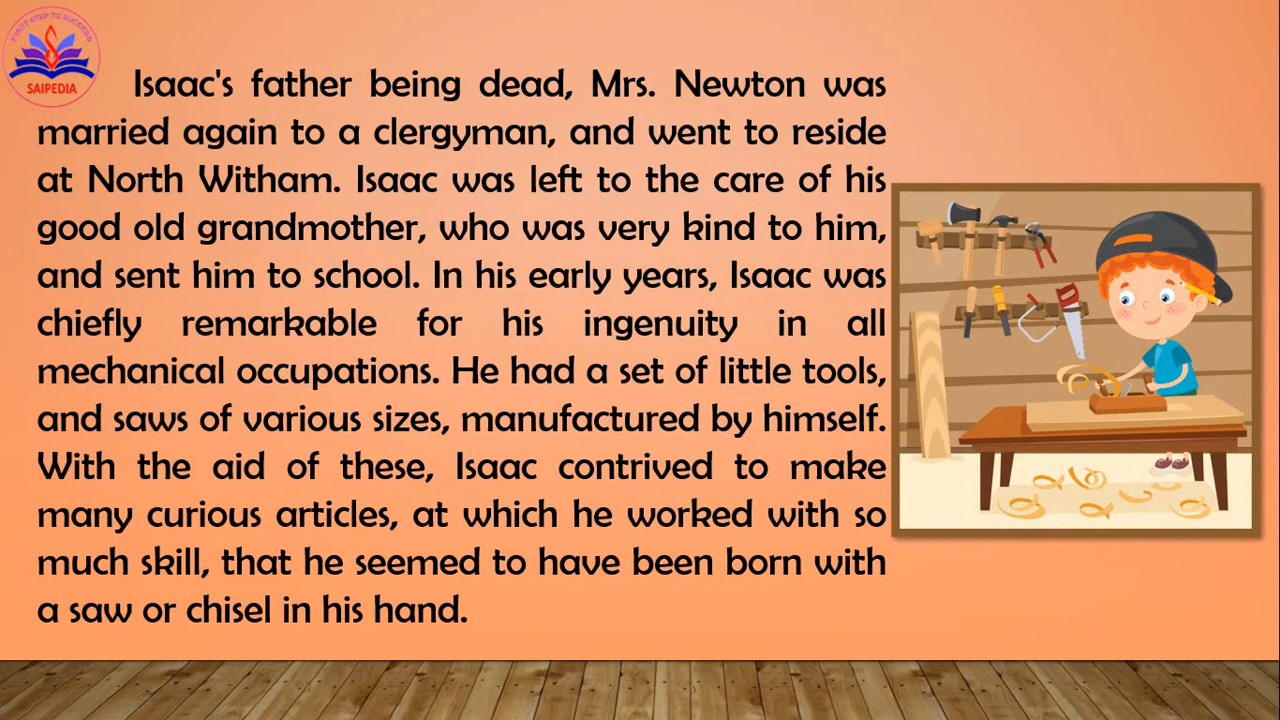 FIRST STEP TO SUCCESS
SAIPEDIA
Isaac's father being dead, Mrs. Newton was
married again to a clergyman, and went to reside
at North Witham. Isaac was left to the care of his
good old grandmother, who was very kind to him,
and sent him to school. In his early years, Isaac was
chiefly remarkable for his ingenuity in all
mechanical occupations. He had a set of little tools,
and saws of various sizes, manufactured by himself.
With the aid of these, Isaac contrived to make
many curious articles, at which he worked with so
much skill, that he seemed to have been born with
a saw or chisel in his hand.